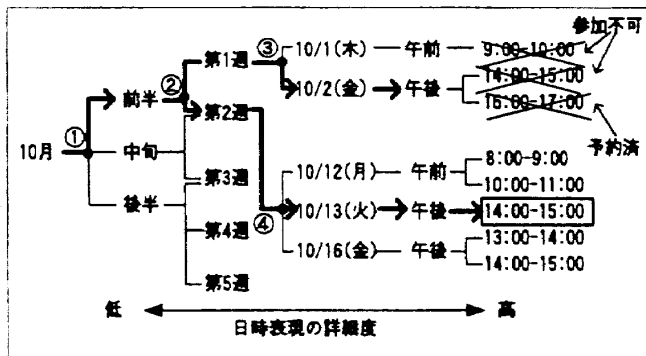 参加不可
③ 10/1(木) 午前 9:00-10:00
第1週
② 14:00-15:00
10/2(金) 午後
前半 16:00-17:00
第2週
① 予約済
10月 中旬
10/12(月) 午前 8:00-9:00
第3週 10:00-11:00
後半
④ 10/13(火) 午後 14:00-15:00
第4週
13:00-14:00
10/16(金) 午後
14:00-15:00
第5週
低 高
日時表現の詳細度